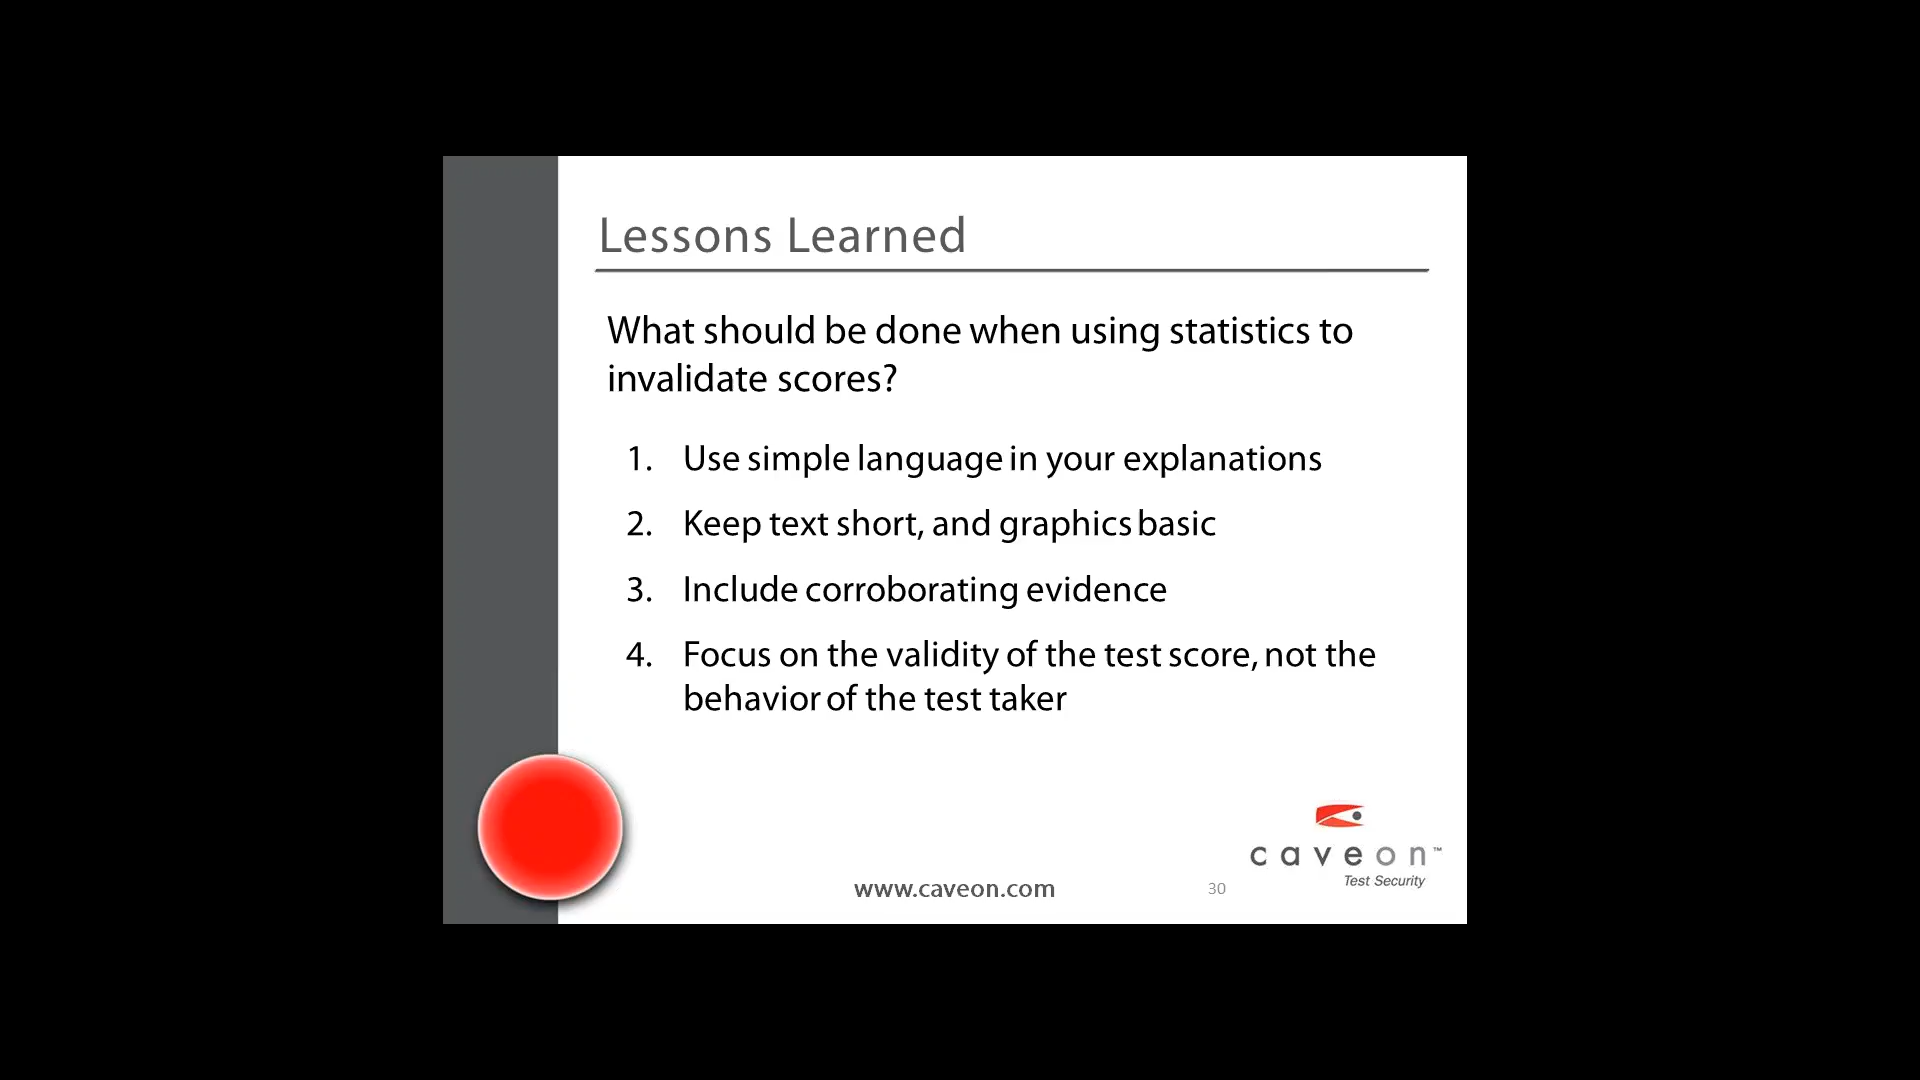 Lessons Learned
What should be done when using statistics to
invalidate scores?
1. Use simple language in your explanations
2. Keep text short, and graphics basic
3. Include corroborating evidence
4. Focus on the validity of the test score, not the
behavior of the test taker
caveon™
Test Security
www.caveon.com
30